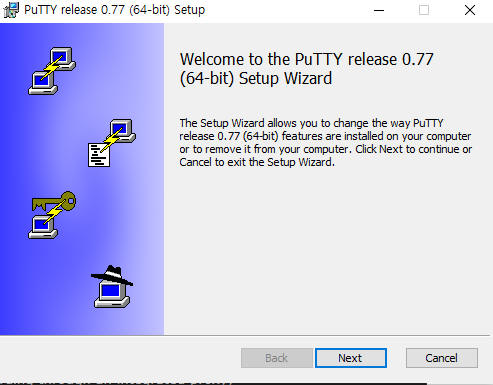 PuTTY release 0.77 (64-bit) Setup
Welcome to the PuTTY release 0.77
(64-bit) Setup Wizard
The Setup Wizard allows you to change the way PuTTY
release 0.77 (64-bit) features are installed on your computer
or to remove it from your computer. Click Next to continue or
Cancel to exit the Setup Wizard.
Back
Next
Cancel